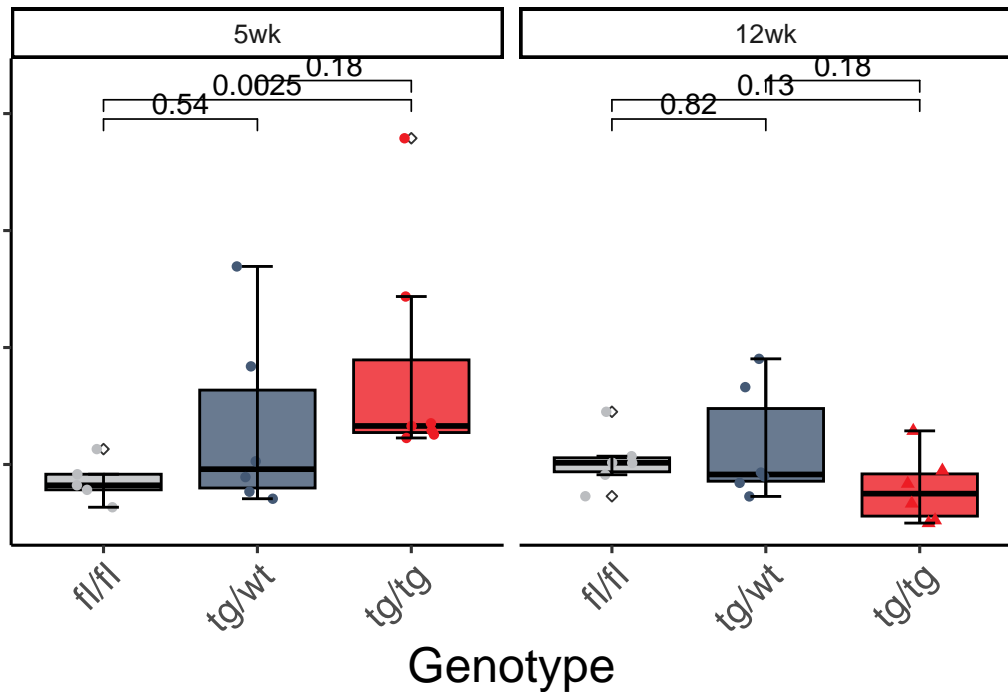 5wk
12wk
0.18
0.0025
0.54
0.18
0.13
0.82
fl/fl
tg/wt
tg/tg
fl/fl
tg/wt
tg/tg
Genotype